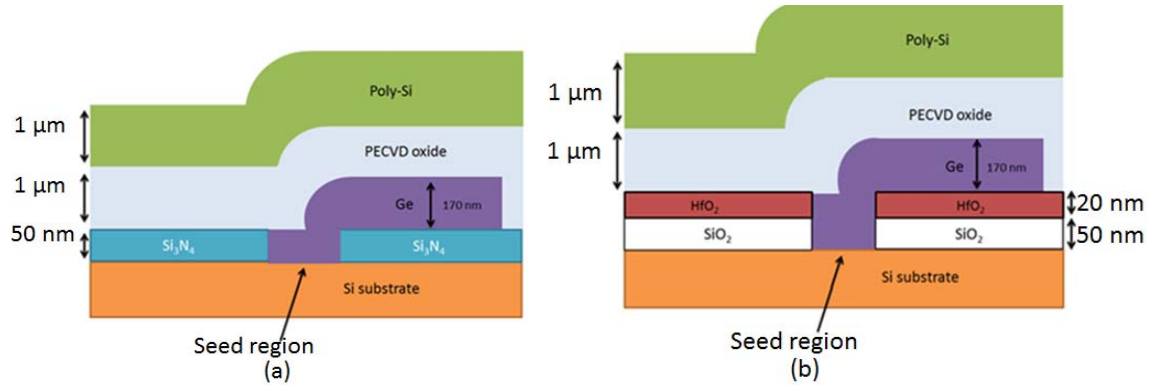 Poly-Si
1 µm
PECVD oxide
1 µm
Ge
170 nm
50 nm
Si₃N₄
Si₃N₄
Si substrate
Seed region
(a)
Poly-Si
1 µm
PECVD oxide
1 µm
Ge
170 nm
HfO₂
HfO₂
20 nm
SiO₂
SiO₂
50 nm
Si substrate
Seed region
(b)